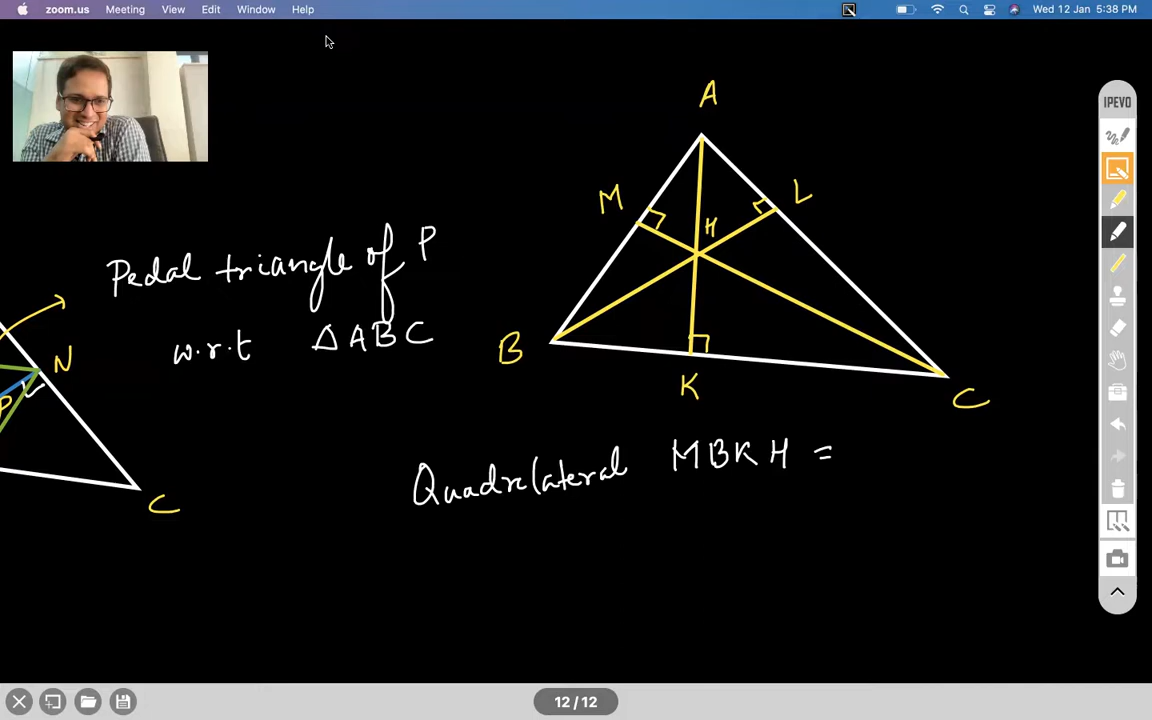 zoom.us Meeting View Edit Window Help Wed 12 Jan 5:38 PM
IPEVO
A
M L
H
Pedal triangle of P
w.r.t △ABC
B
N
K
P
C
C
Quadrilateral MBKH =
12 / 12